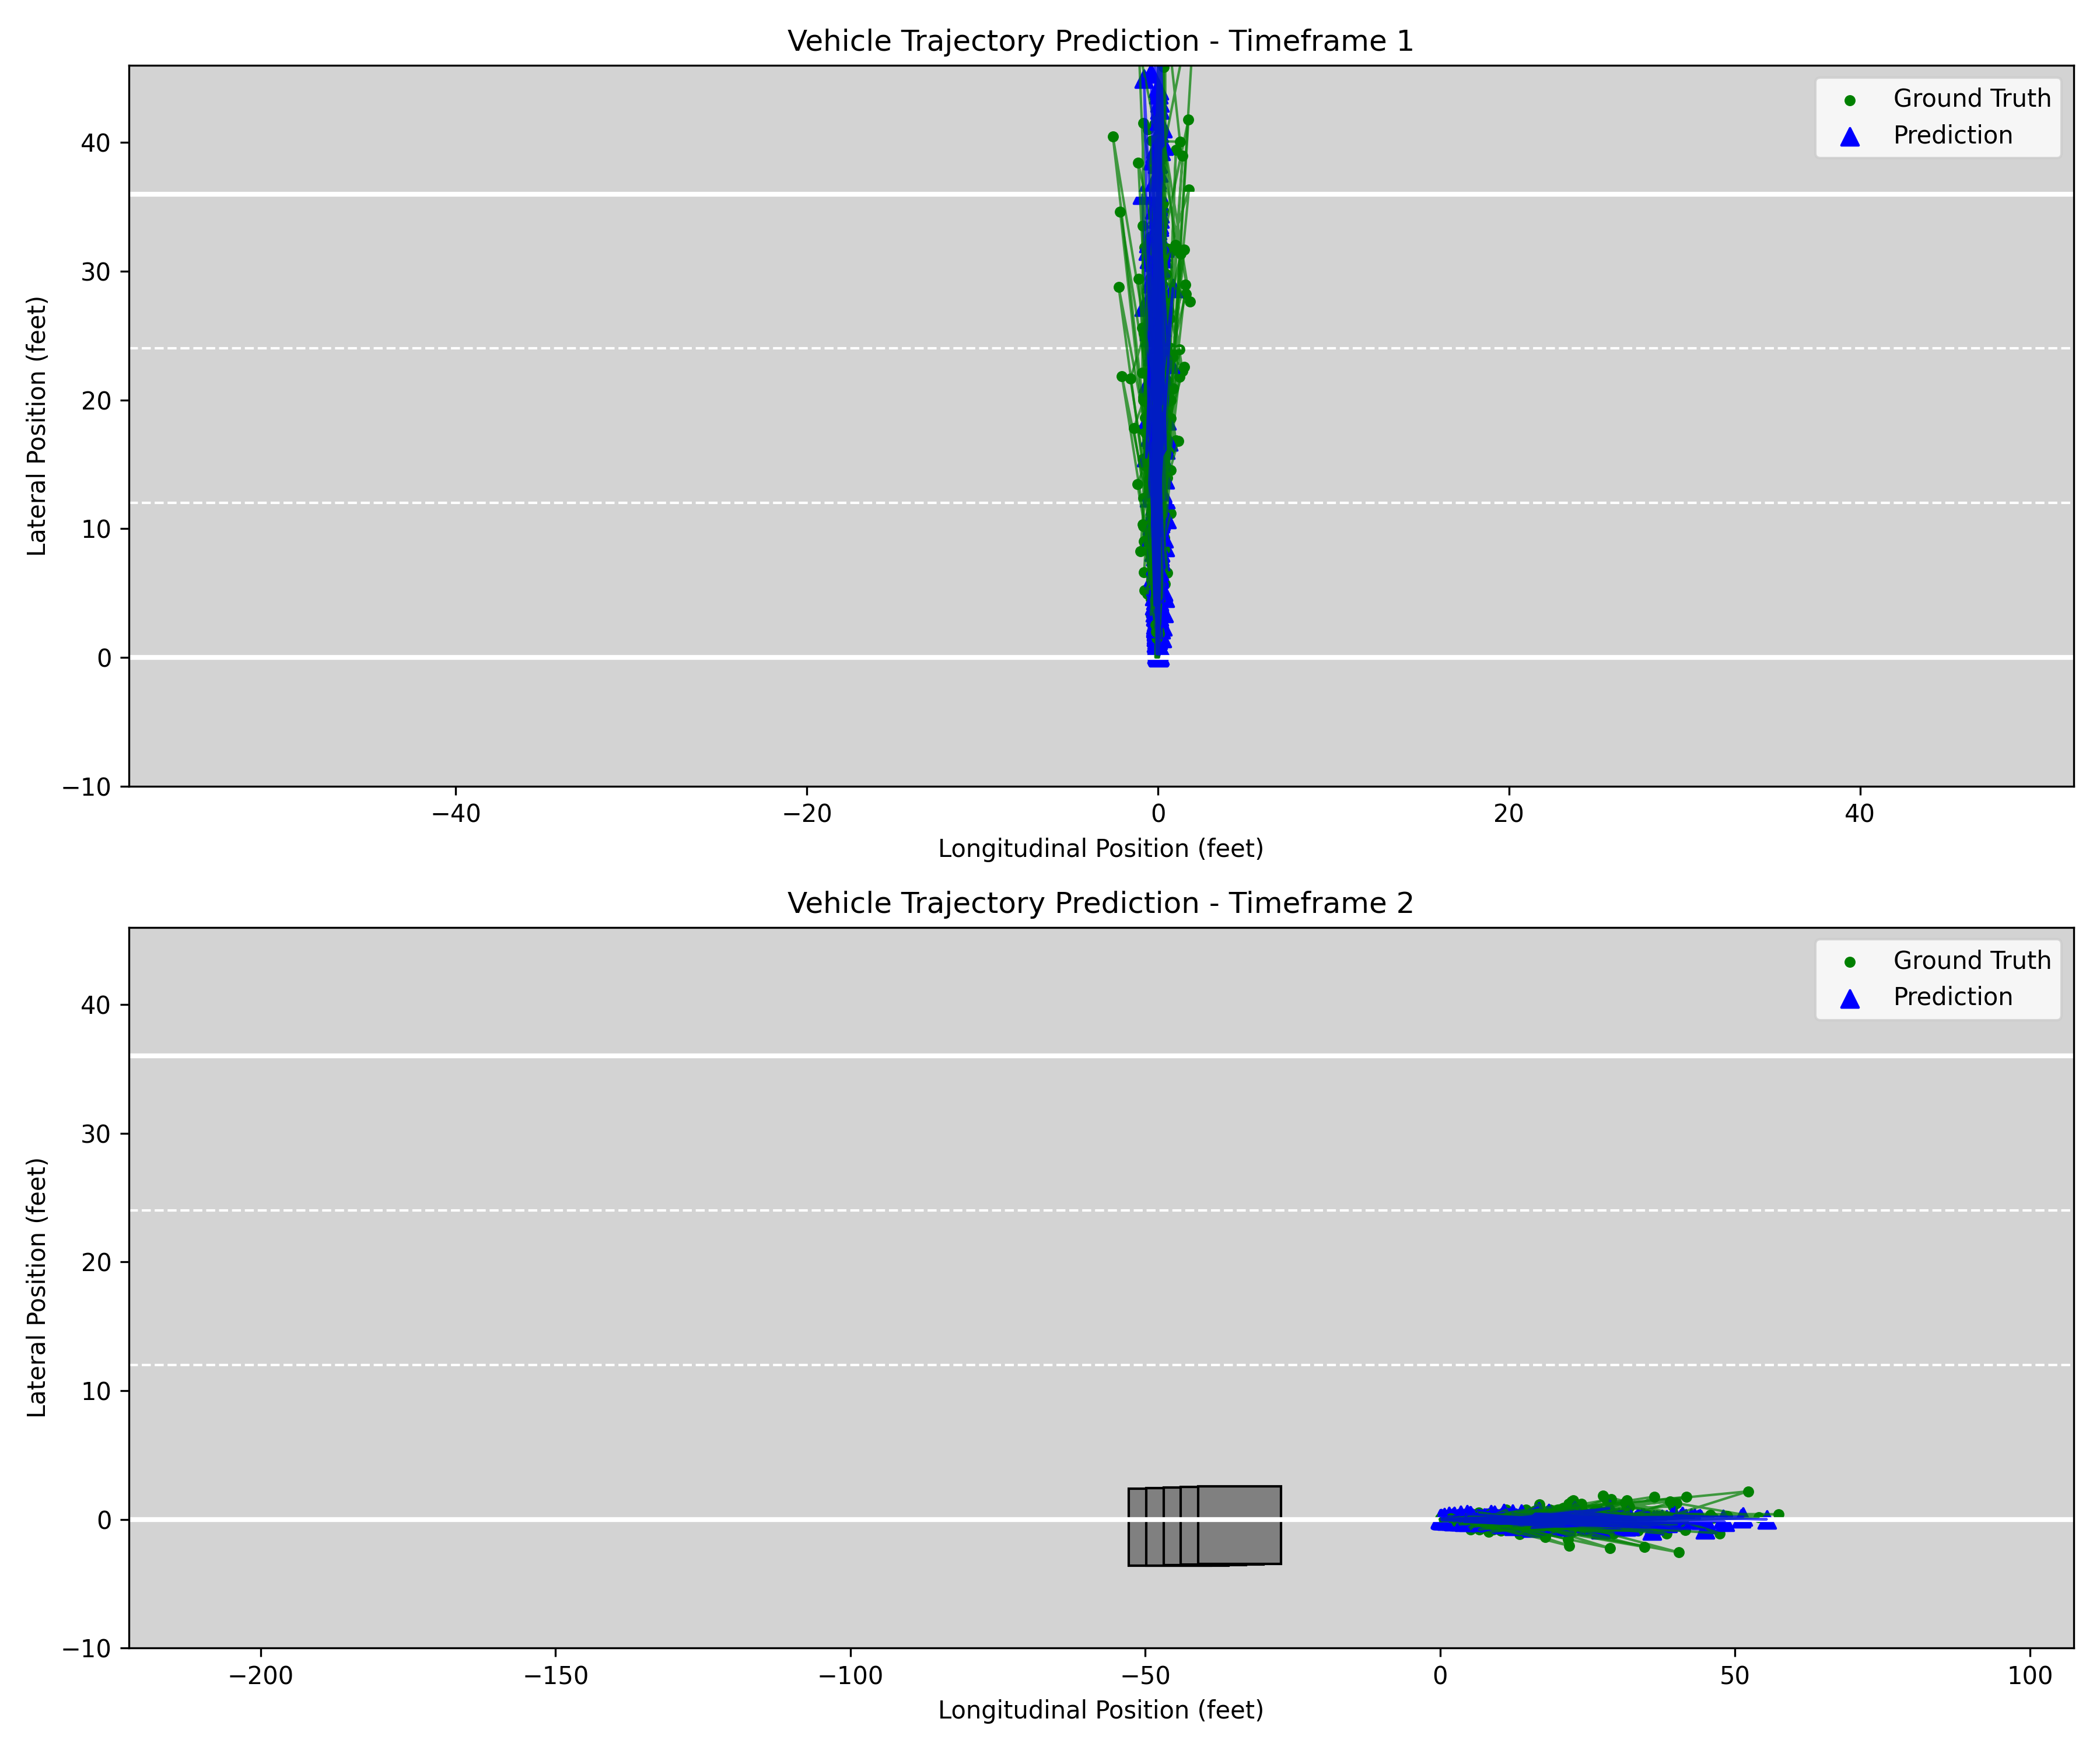 Vehicle Trajectory Prediction - Timeframe 1
Ground Truth
Prediction
40
30
20
10
0
−10
Lateral Position (feet)
−40
−20
0
20
40
Longitudinal Position (feet)
Vehicle Trajectory Prediction - Timeframe 2
Ground Truth
Prediction
40
30
20
10
0
−10
Lateral Position (feet)
−200
−150
−100
−50
0
50
100
Longitudinal Position (feet)